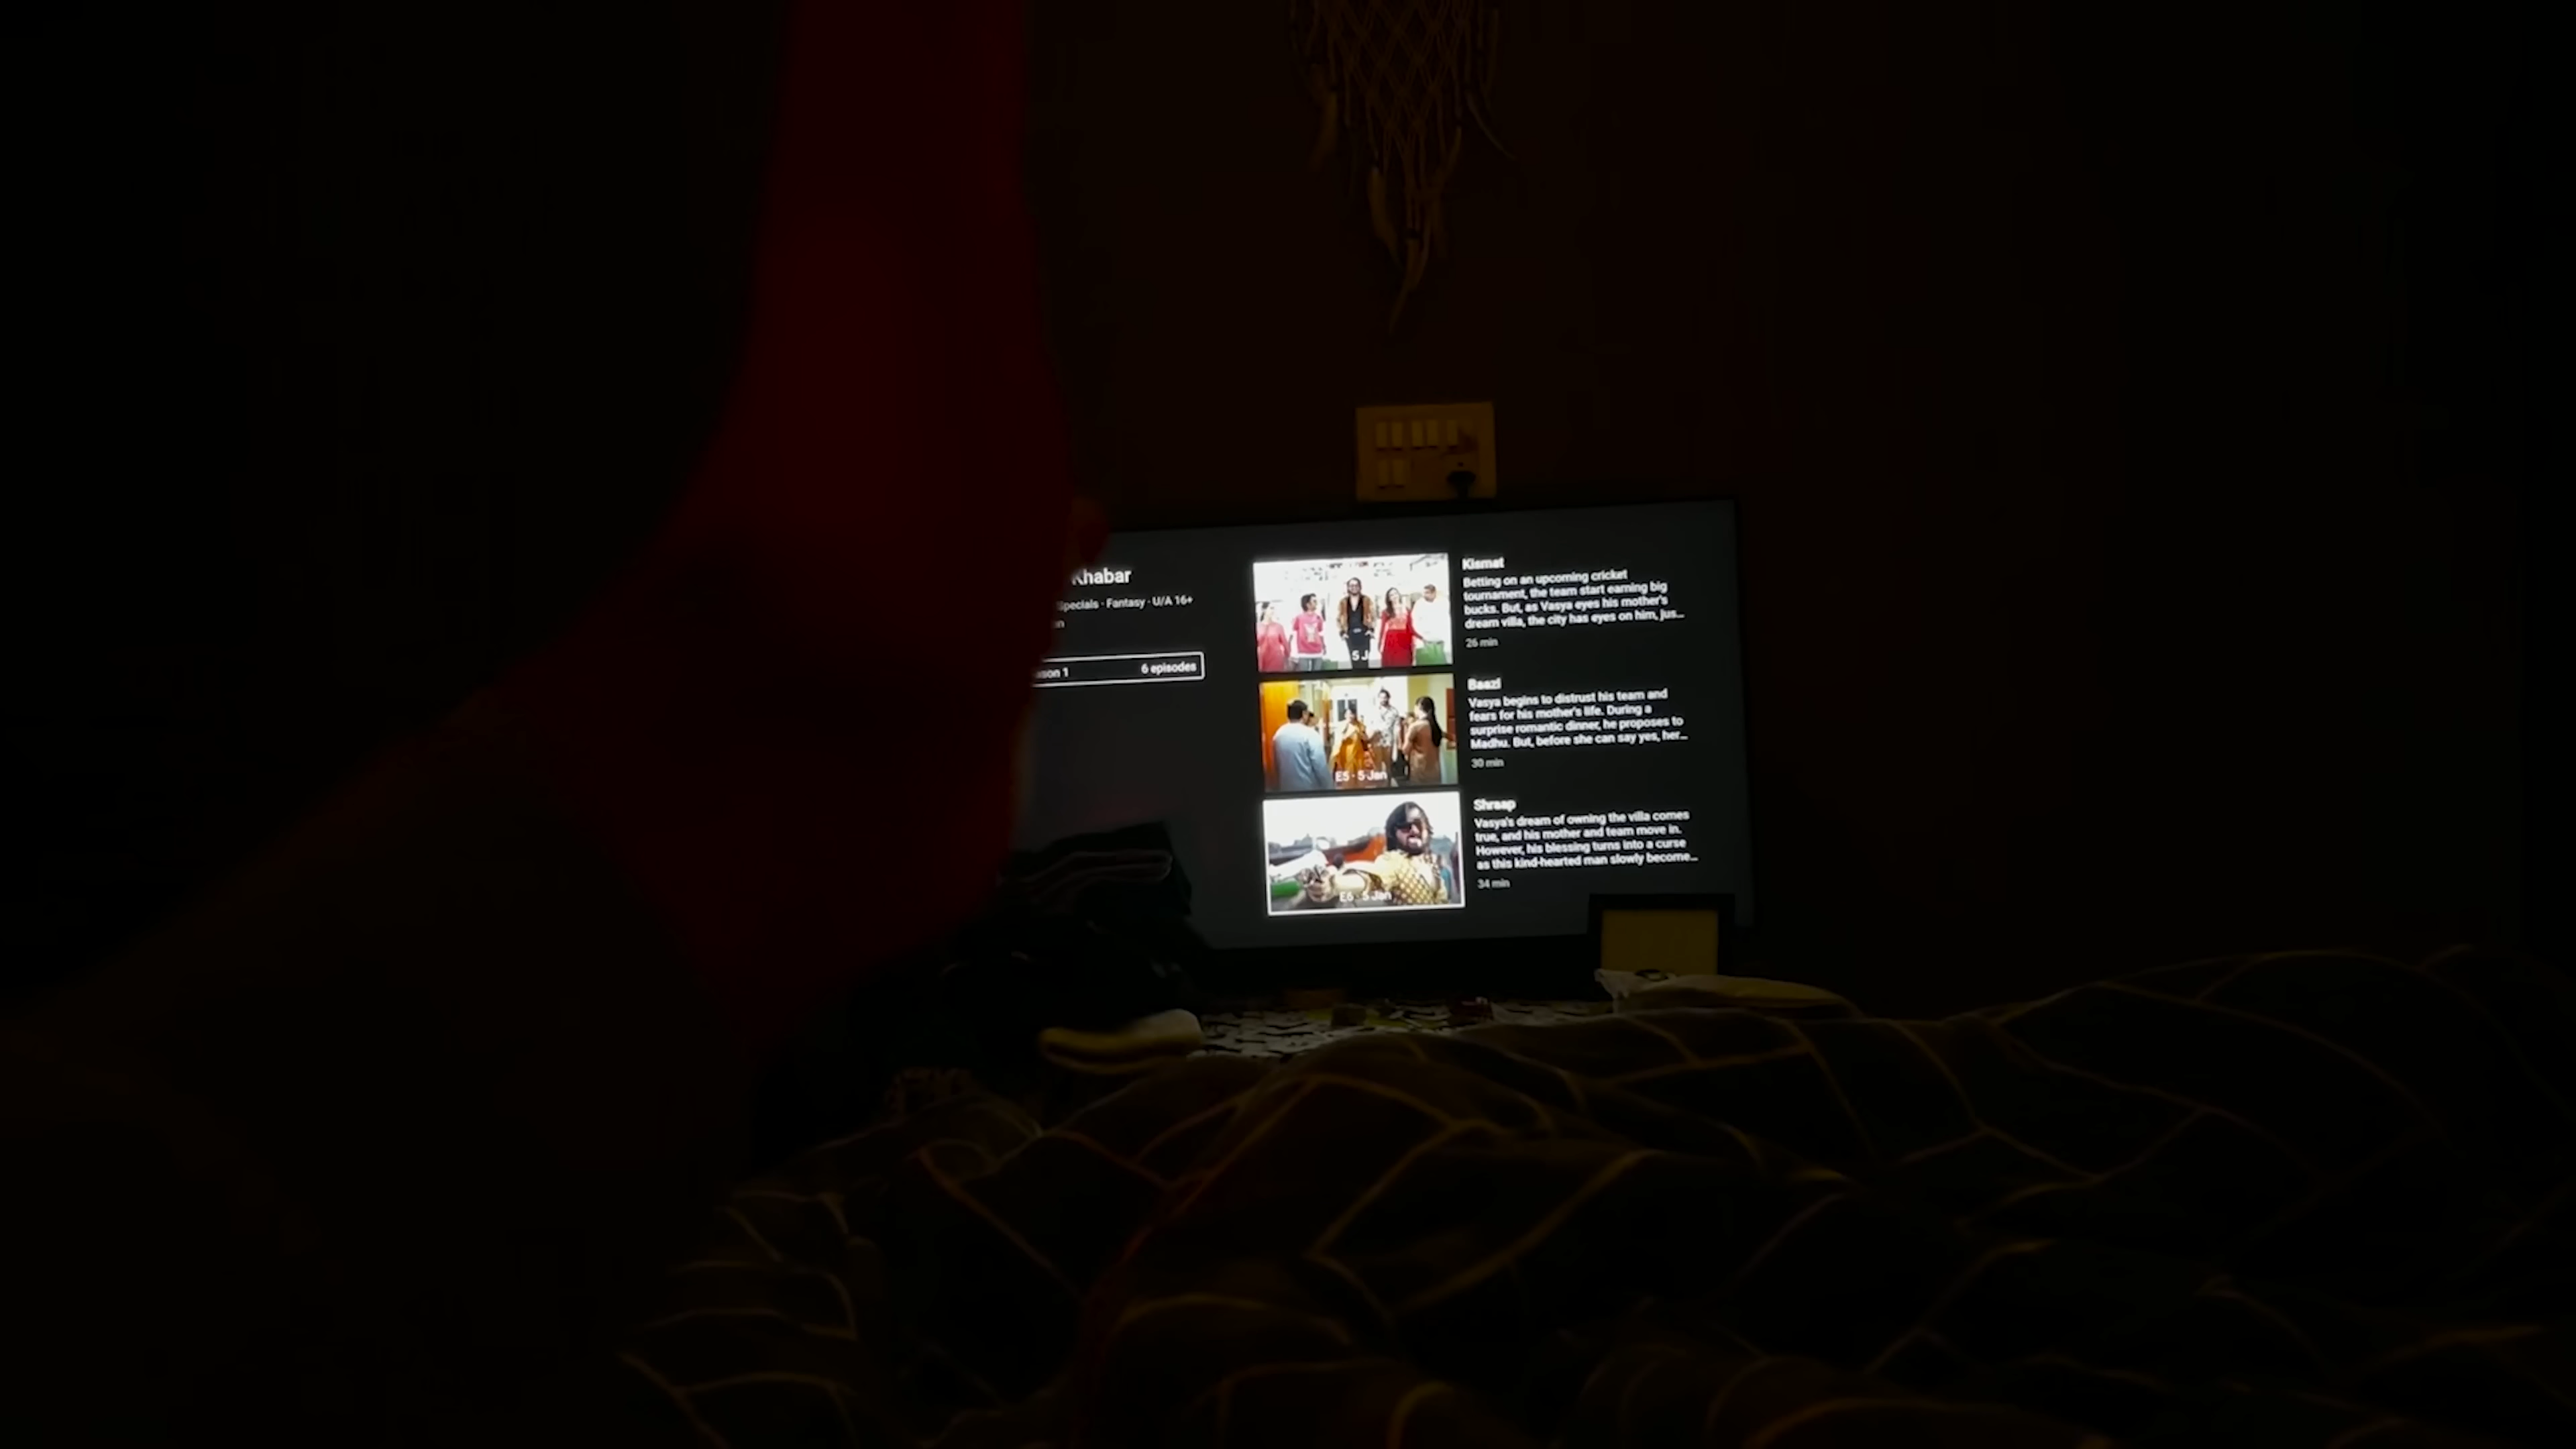 Khabar
Specials · Fantasy · U/A 16+
1
6 episodes
5
Kismat
Betting on an upcoming cricket
tournament, the team start earning big
bucks. But, as Vasya eyes his mother's
dream villa, the city has eyes on him, jus...
26 min
E5 · 5 Jan
Baazi
Vasya begins to distrust his team and
fears for his mother's life. During a
surprise romantic dinner, he proposes to
Madhu. But, before she can say yes, her...
30 min
E6 · 5 Jan
Shraap
Vasya's dream of owning the villa comes
true, and his mother and team move in.
However, his blessing turns into a curse
as this kind-hearted man slowly become...
34 min